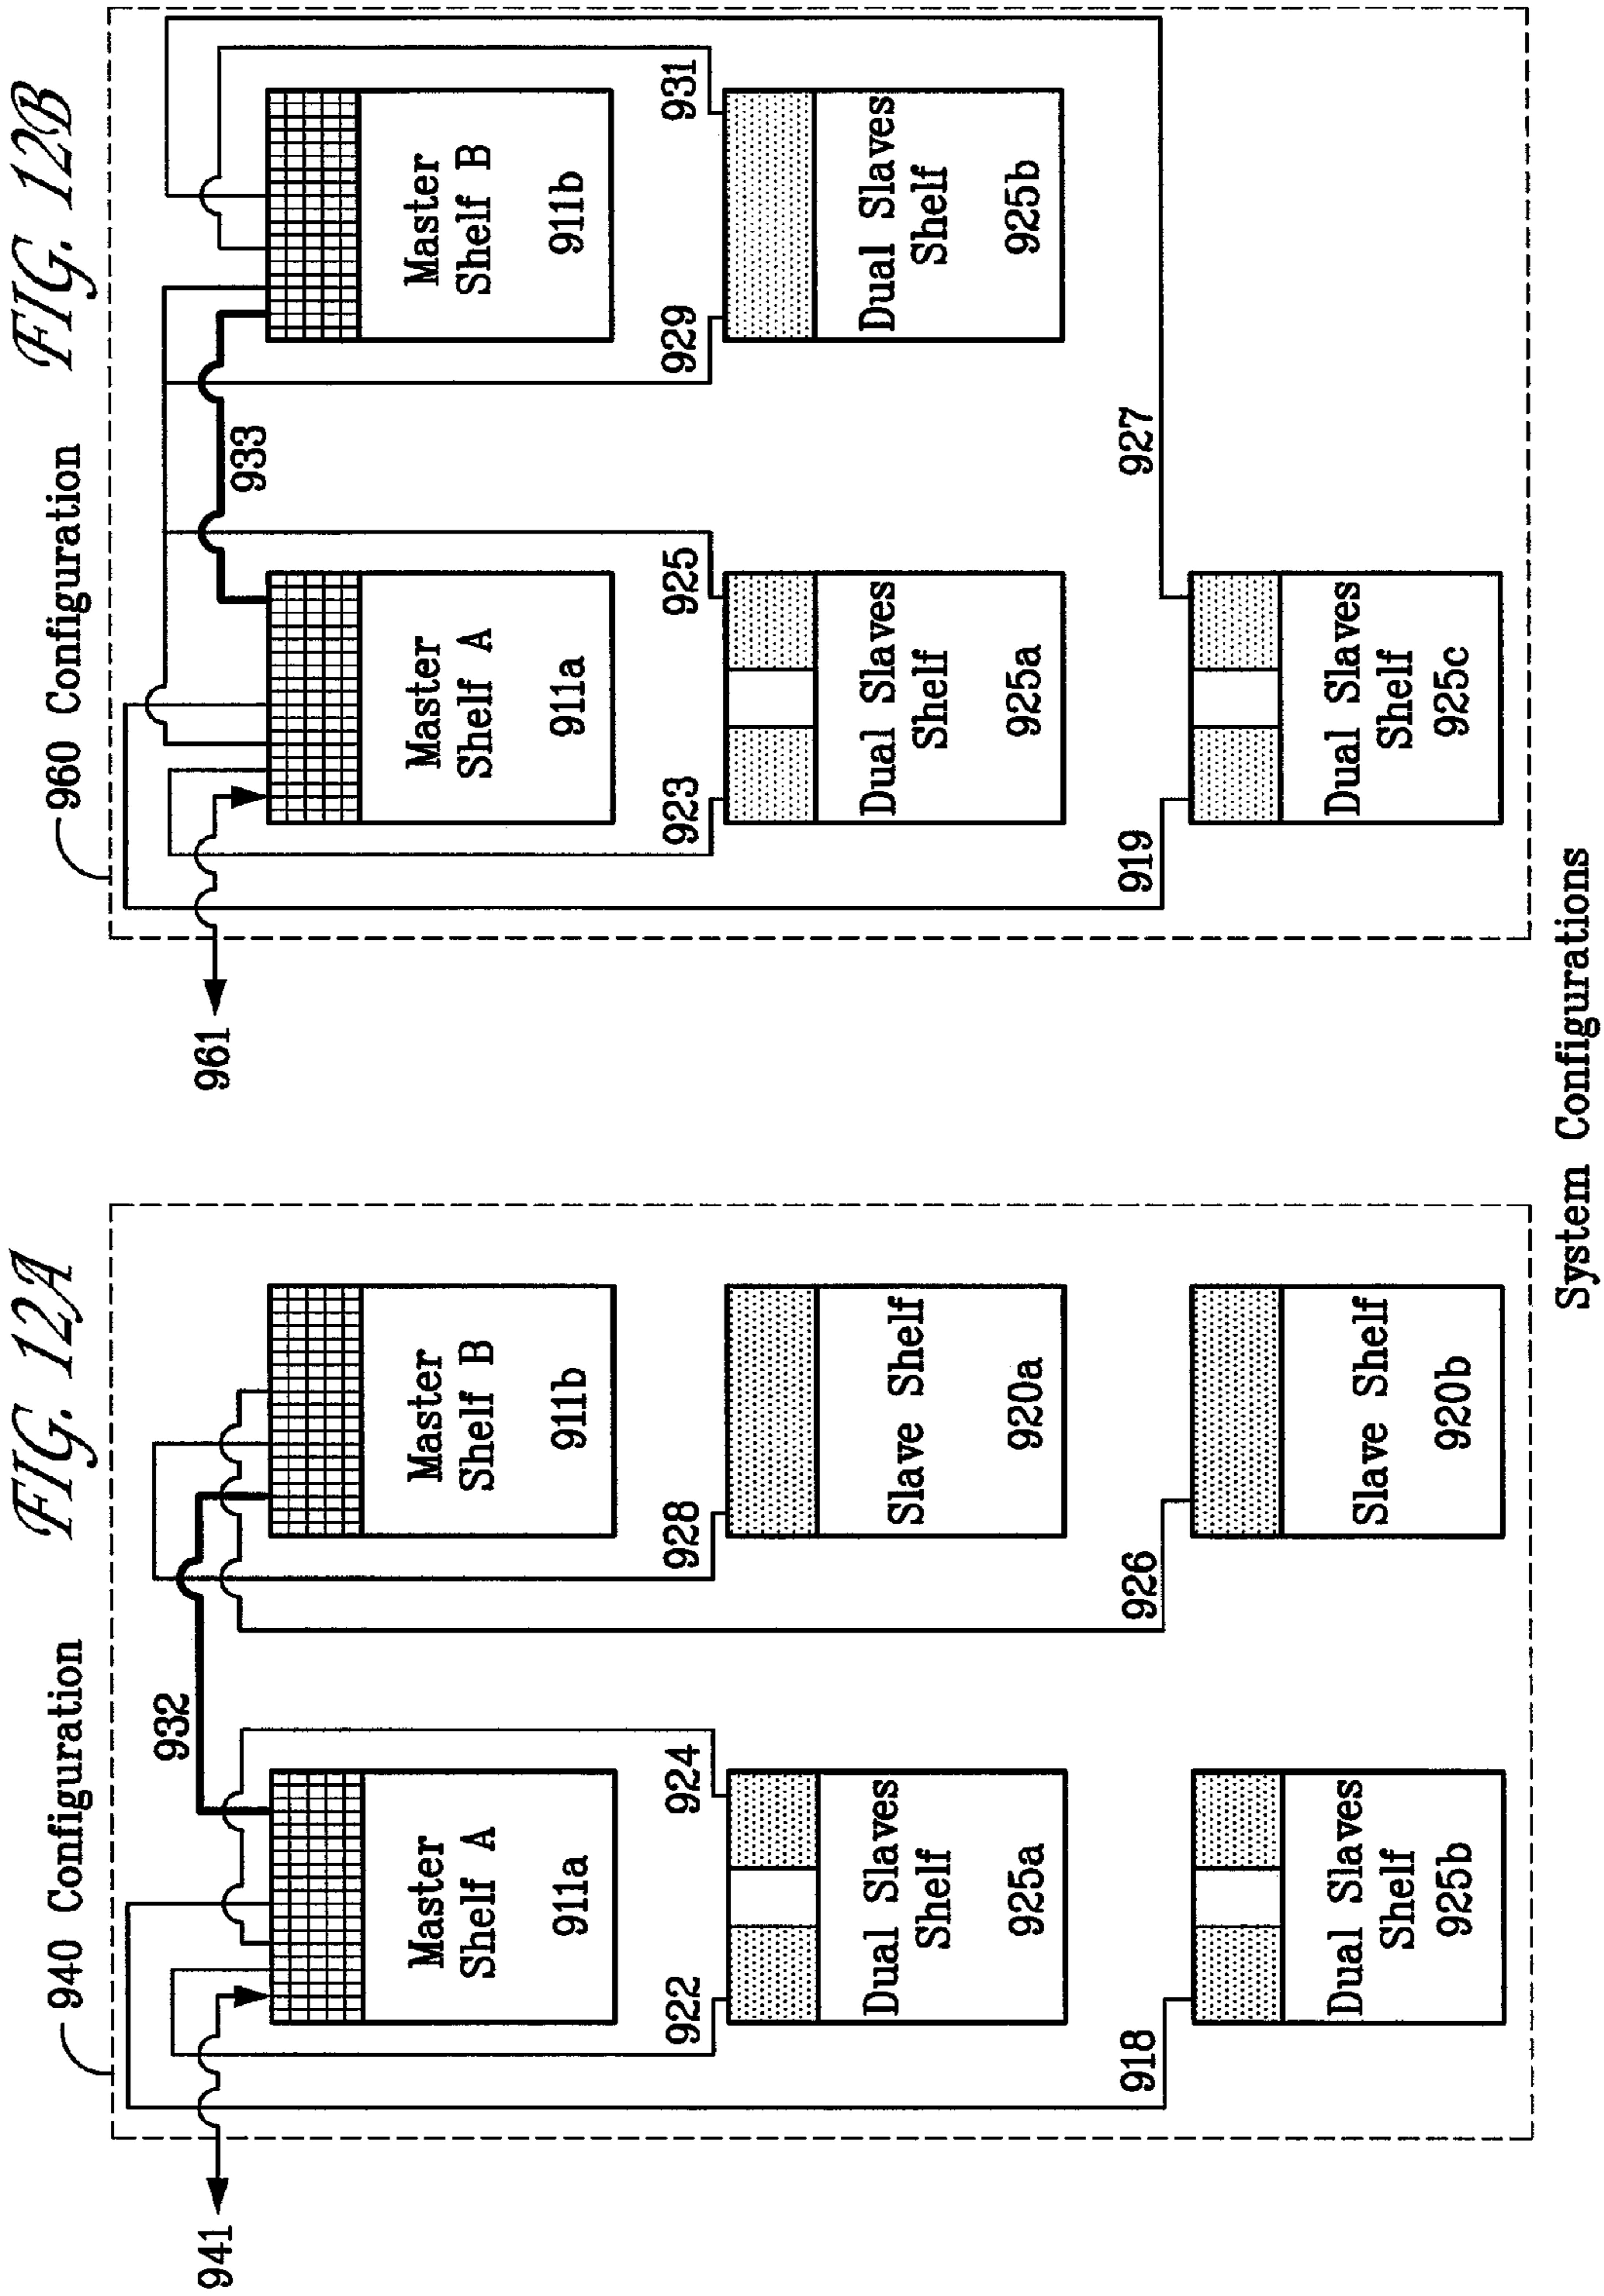 FIG. 12A
940 Configuration
941
932
Master
Shelf A
911a
Master
Shelf B
911b
922
924
928
Dual Slaves
Shelf
925a
Slave Shelf
920a
918
926
Dual Slaves
Shelf
925b
Slave Shelf
920b
FIG. 12B
960 Configuration
961
933
Master
Shelf A
911a
Master
Shelf B
911b
923
925
929
931
Dual Slaves
Shelf
925a
Dual Slaves
Shelf
925b
919
927
Dual Slaves
Shelf
925c
System Configurations